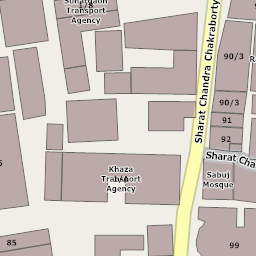 Sonargaon
Transport
Agency
Sharat Chandra Chakraborty
90/3
90/3
91
92
Sharat
Khaza
Transport
Agency
Sabuj
Mosque
85
99